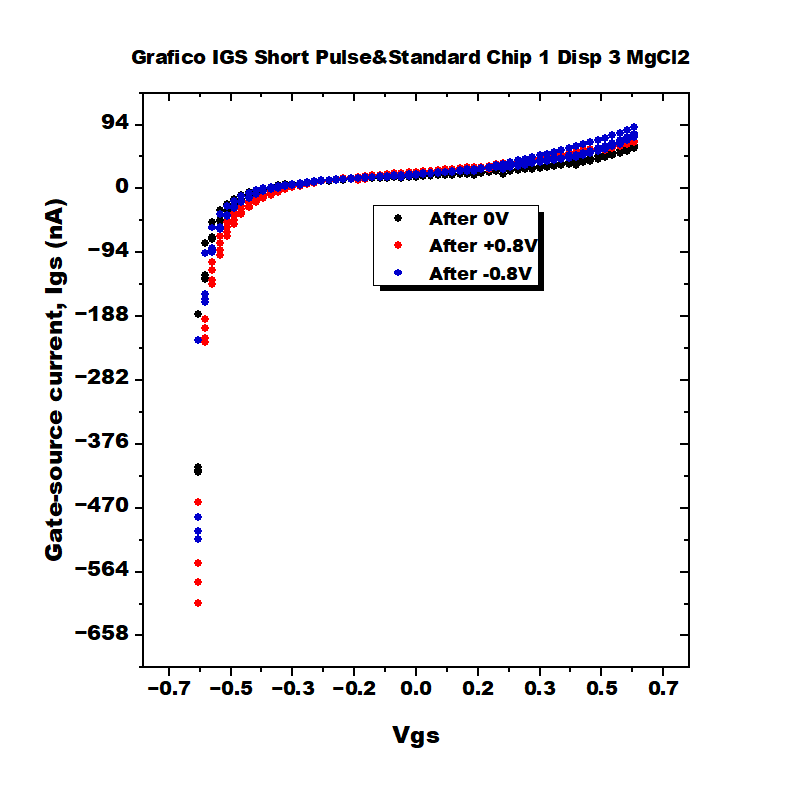 Grafico IGS Short Pulse&Standard Chip 1 Disp 3 MgCl2
Gate-source current, Igs (nA)
94
0
−94
−188
−282
−376
−470
−564
−658
After 0V
After +0.8V
After -0.8V
−0.7 −0.5 −0.3 −0.2 0.0 0.2 0.3 0.5 0.7
Vgs